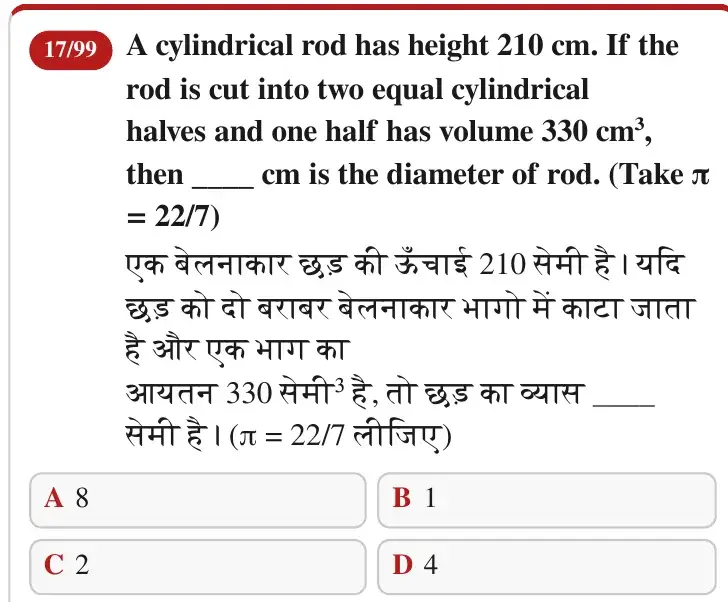 17/99 A cylindrical rod has height 210 cm. If the
rod is cut into two equal cylindrical
halves and one half has volume 330 cm³,
then ____ cm is the diameter of rod. (Take π
= 22/7)
एक बेलनाकार छड़ की ऊँचाई 210 सेमी है। यदि
छड़ को दो बराबर बेलनाकार भागो में काटा जाता
है और एक भाग का
आयतन 330 सेमी³ है, तो छड़ का व्यास ____
सेमी है। (π = 22/7 लीजिए)
A 8
B 1
C 2
D 4